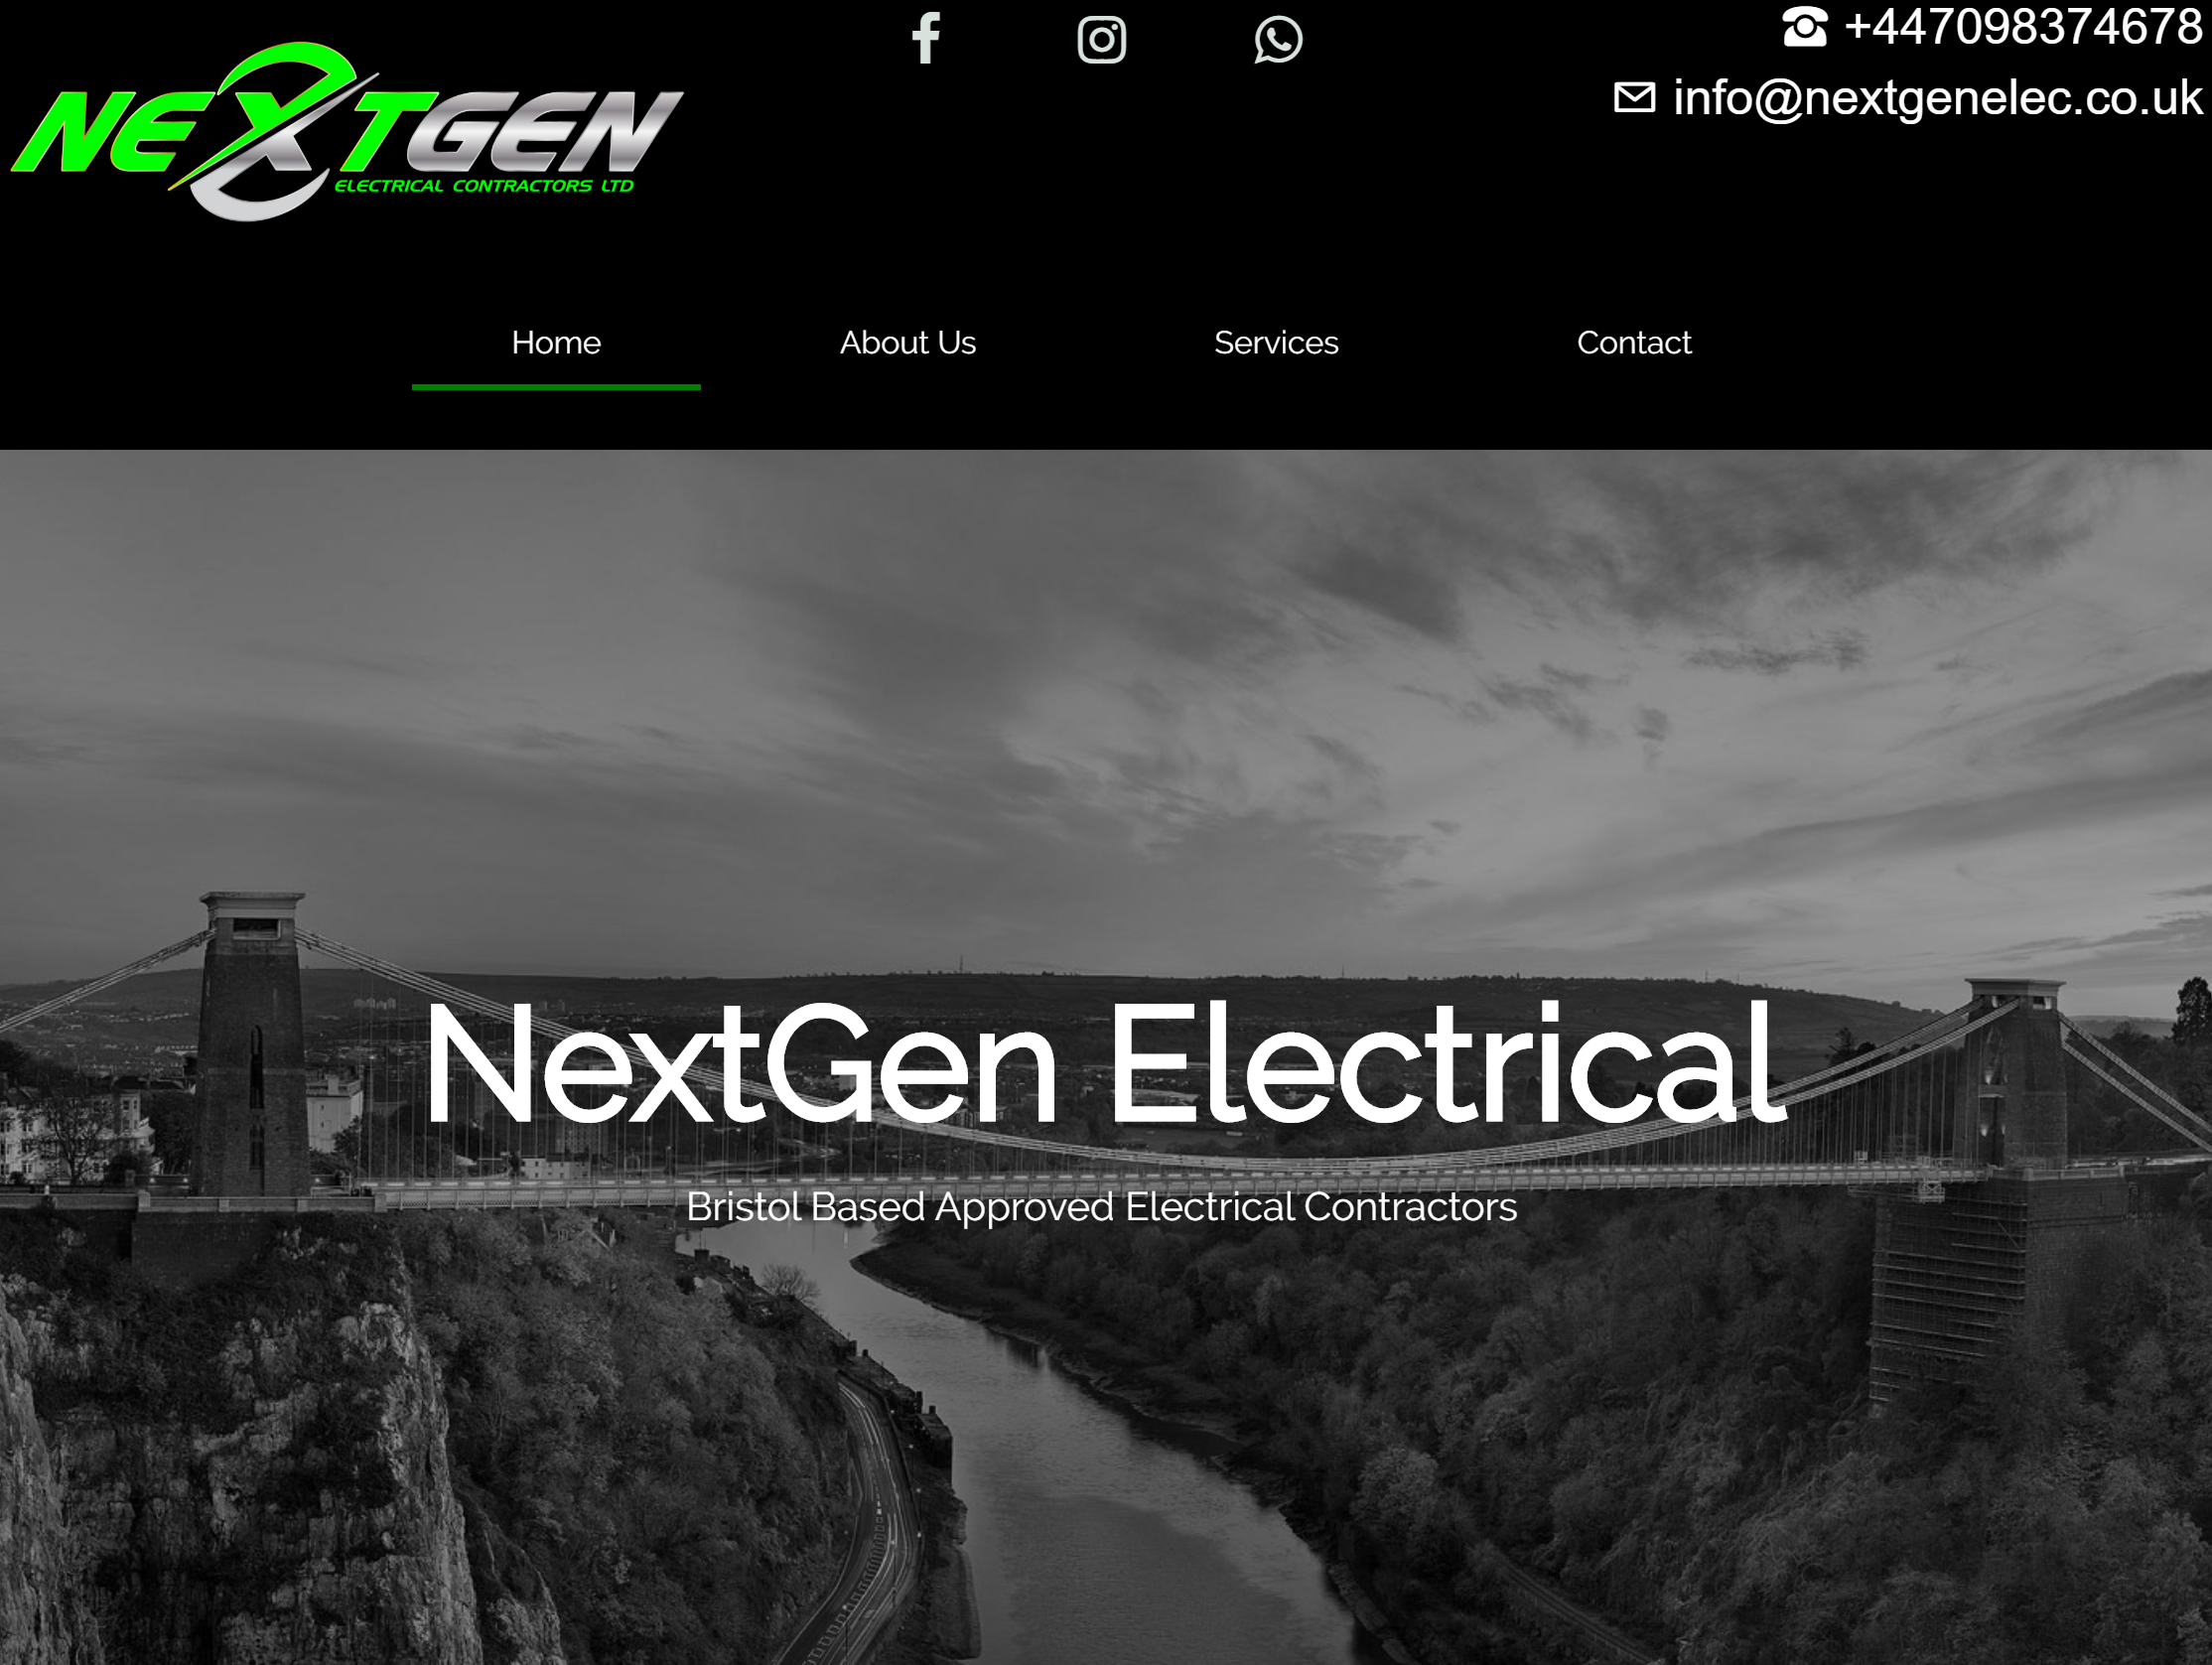 NEXTGEN
ELECTRICAL CONTRACTORS LTD
+447098374678
info@nextgenelec.co.uk
Home
About Us
Services
Contact
NextGen Electrical
Bristol Based Approved Electrical Contractors